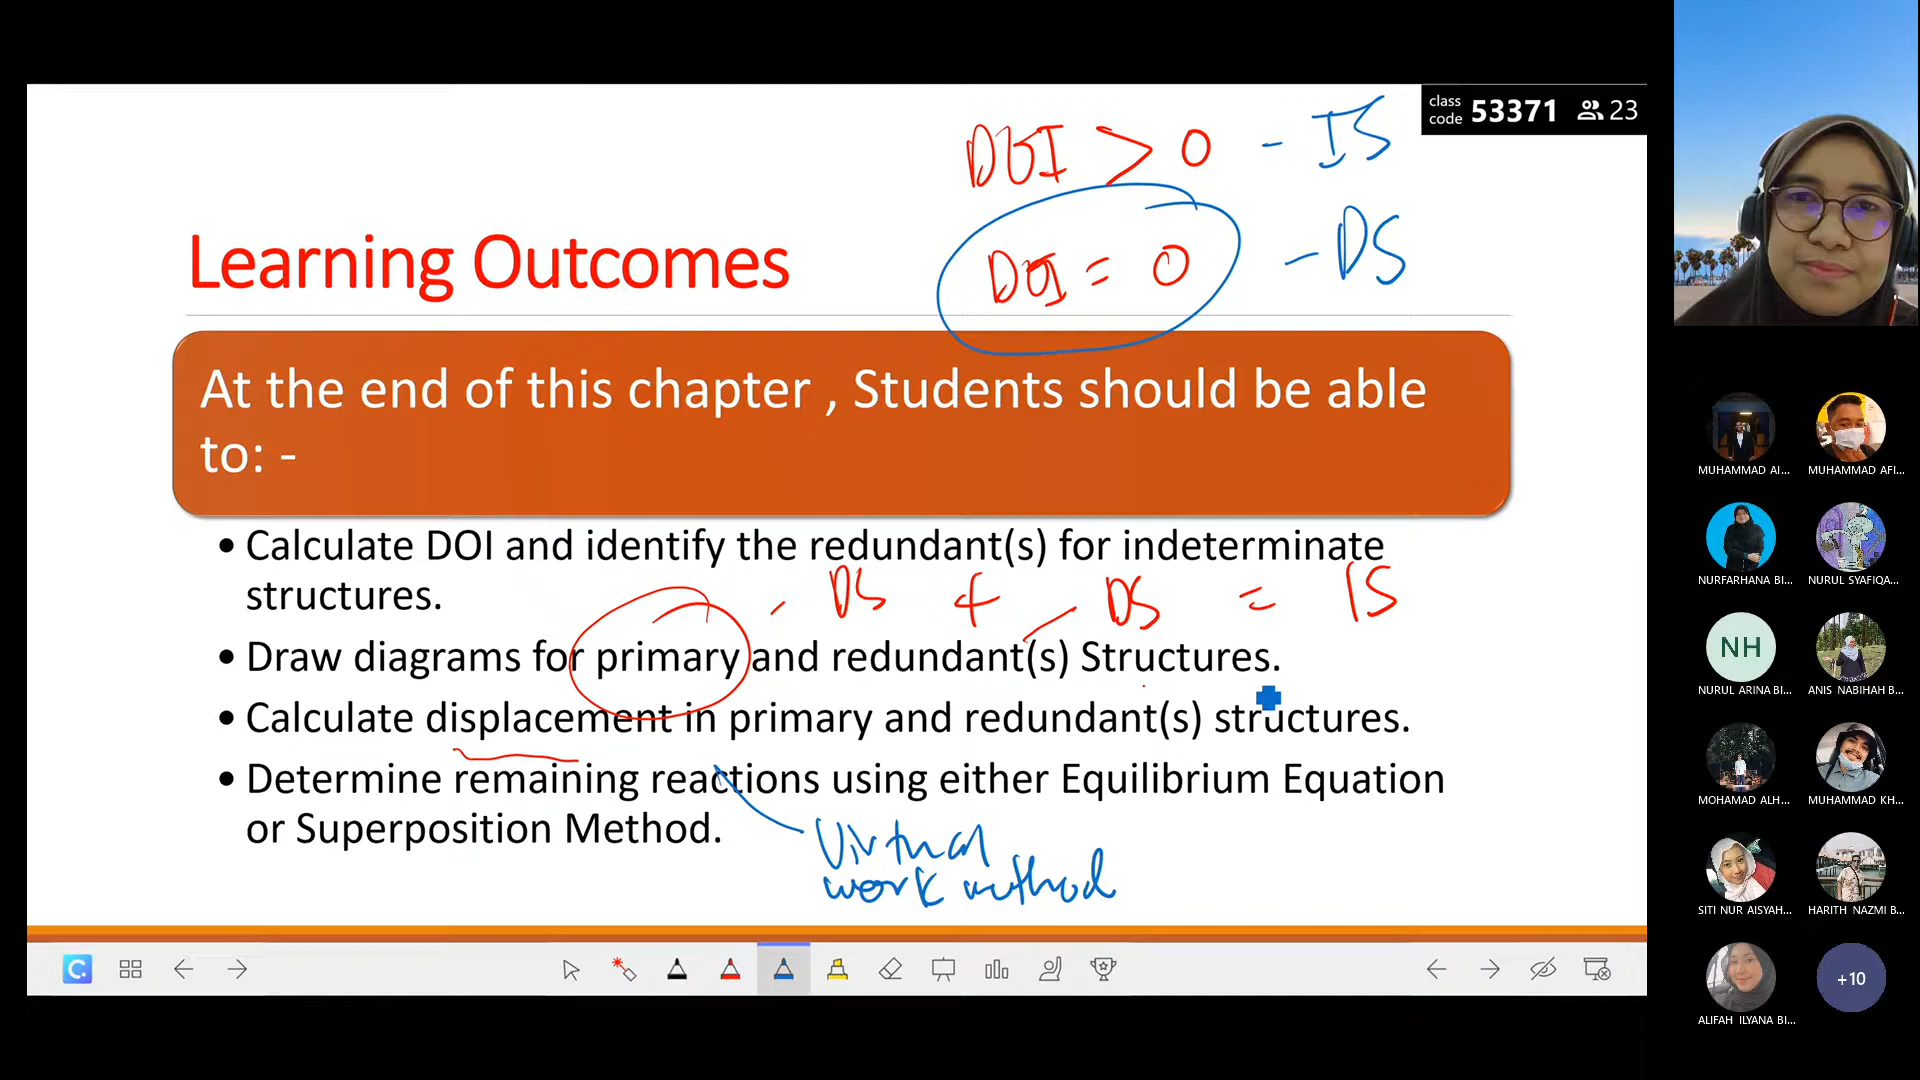 class code 53371 23
DOI > 0 - IS
DOI = 0 - DS
Learning Outcomes
At the end of this chapter , Students should be able
to: -
• Calculate DOI and identify the redundant(s) for indeterminate
structures.
- DS + DS = IS
• Draw diagrams for primary and redundant(s) Structures.
• Calculate displacement in primary and redundant(s) structures.
• Determine remaining reactions using either Equilibrium Equation
or Superposition Method.
Virtual
work method
MUHAMMAD AI...
MUHAMMAD AFI...
NURFARHANA BI...
NURUL SYAFIQA...
NH
NURUL ARINA BI...
ANIS NABIHAH B...
MOHAMAD ALH...
MUHAMMAD KH...
SITI NUR AISYAH...
HARITH NAZMI B...
ALIFAH ILYANA BI...
+10